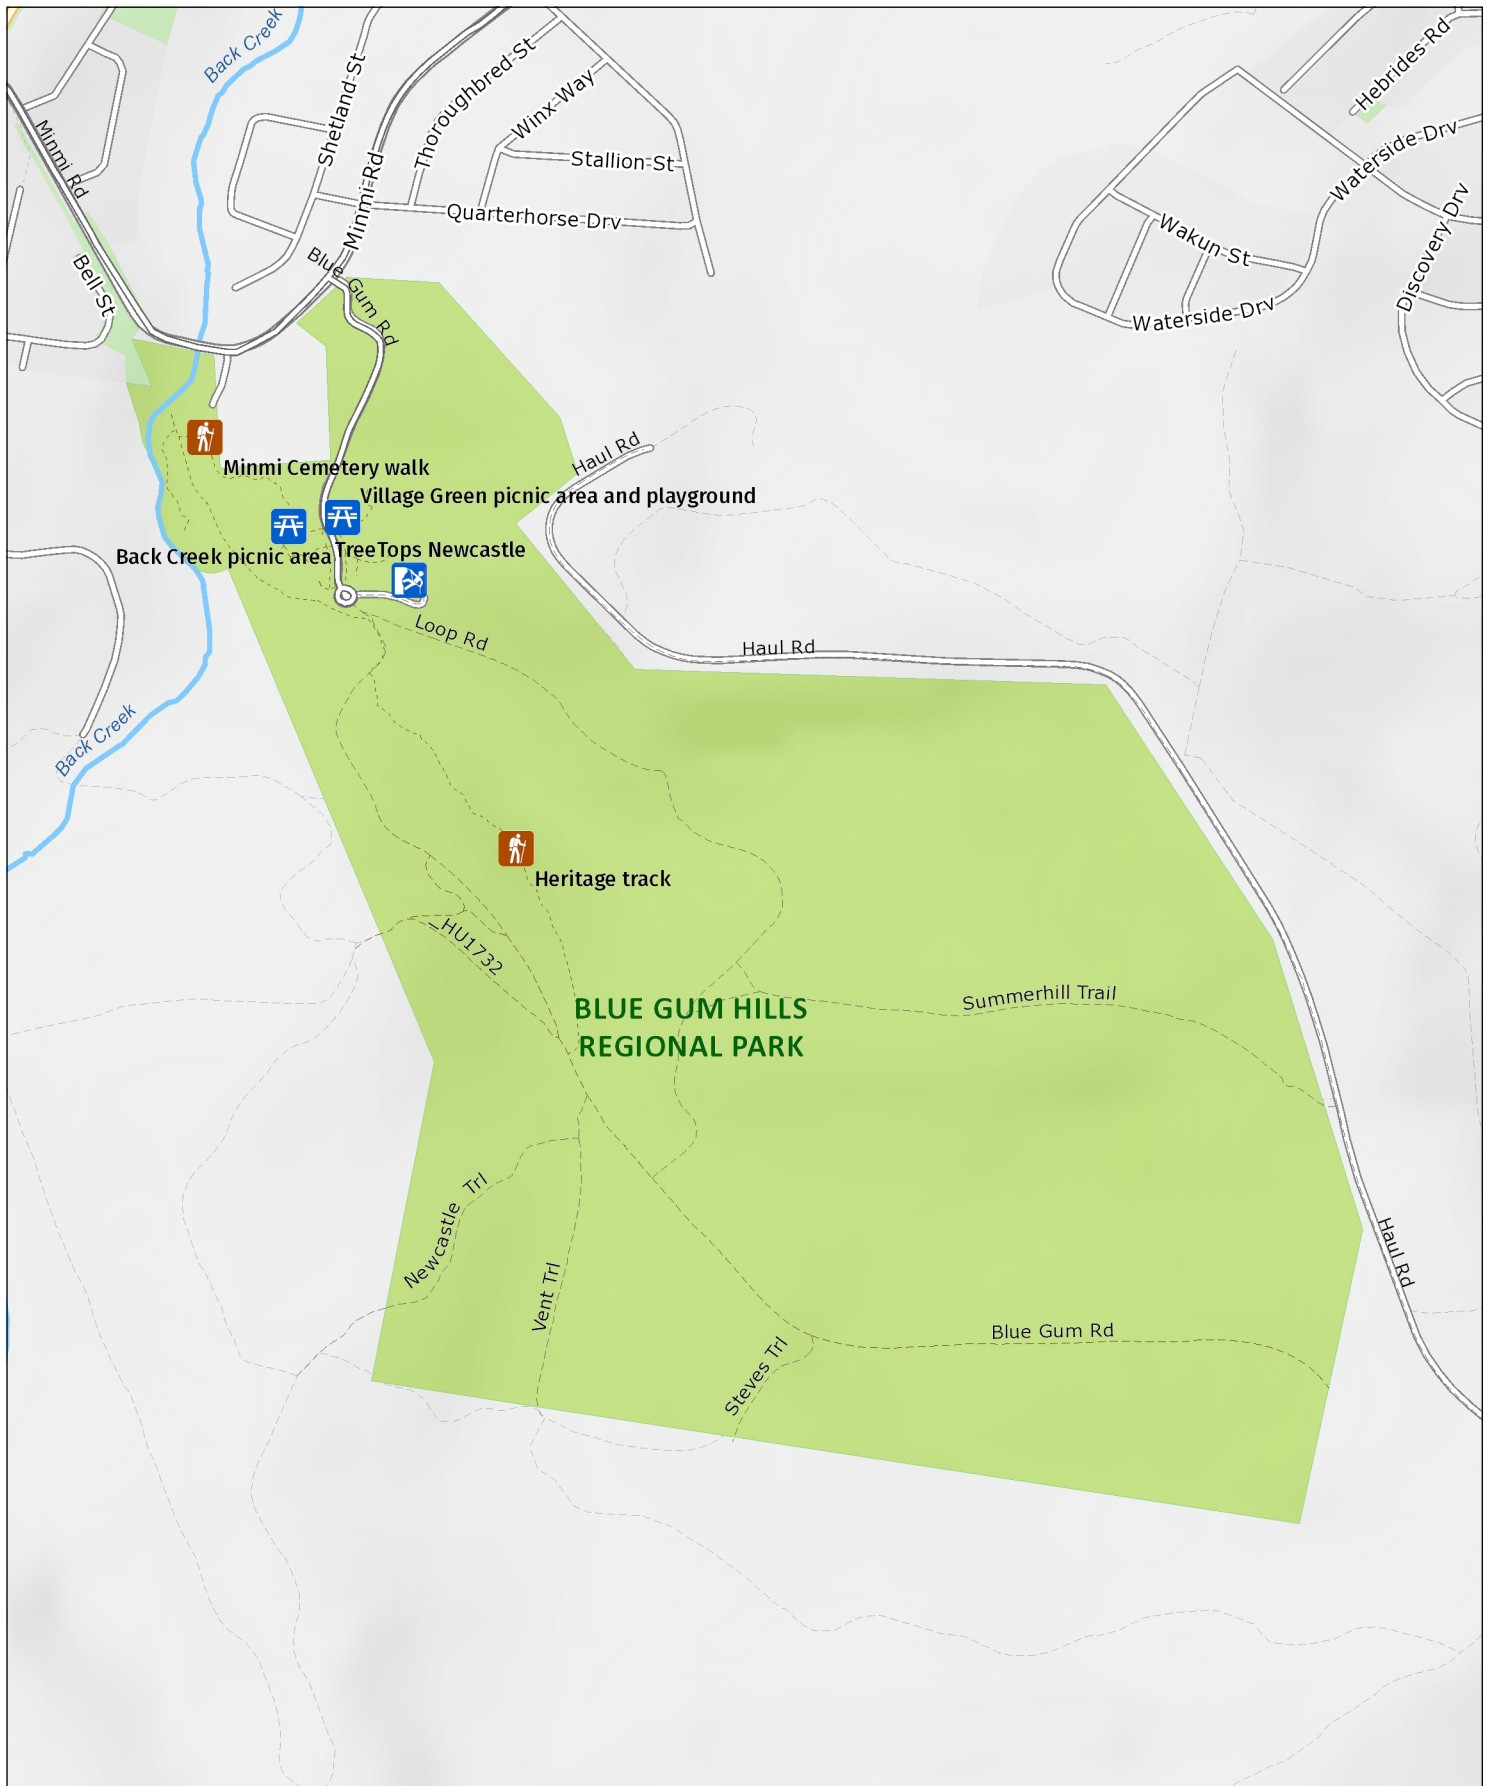 Back Creek
Shetland St
Thoroughbred St
Winx Way
Stallion St
Quarterhorse Drv
Minmi Rd
Minmi Rd
Bell St
Blue Gum Rd
Hebrides Rd
Waterside Drv
Wakun St
Discovery Drv
Waterside Drv
Haul Rd
Minmi Cemetery walk
Village Green picnic area and playground
Back Creek picnic area
TreeTops Newcastle
Loop Rd
Haul Rd
Back Creek
Heritage track
_HU1732
BLUE GUM HILLS
REGIONAL PARK
Summerhill Trail
Newcastle Trl
Vent Trl
Steves Trl
Blue Gum Rd
Haul Rd